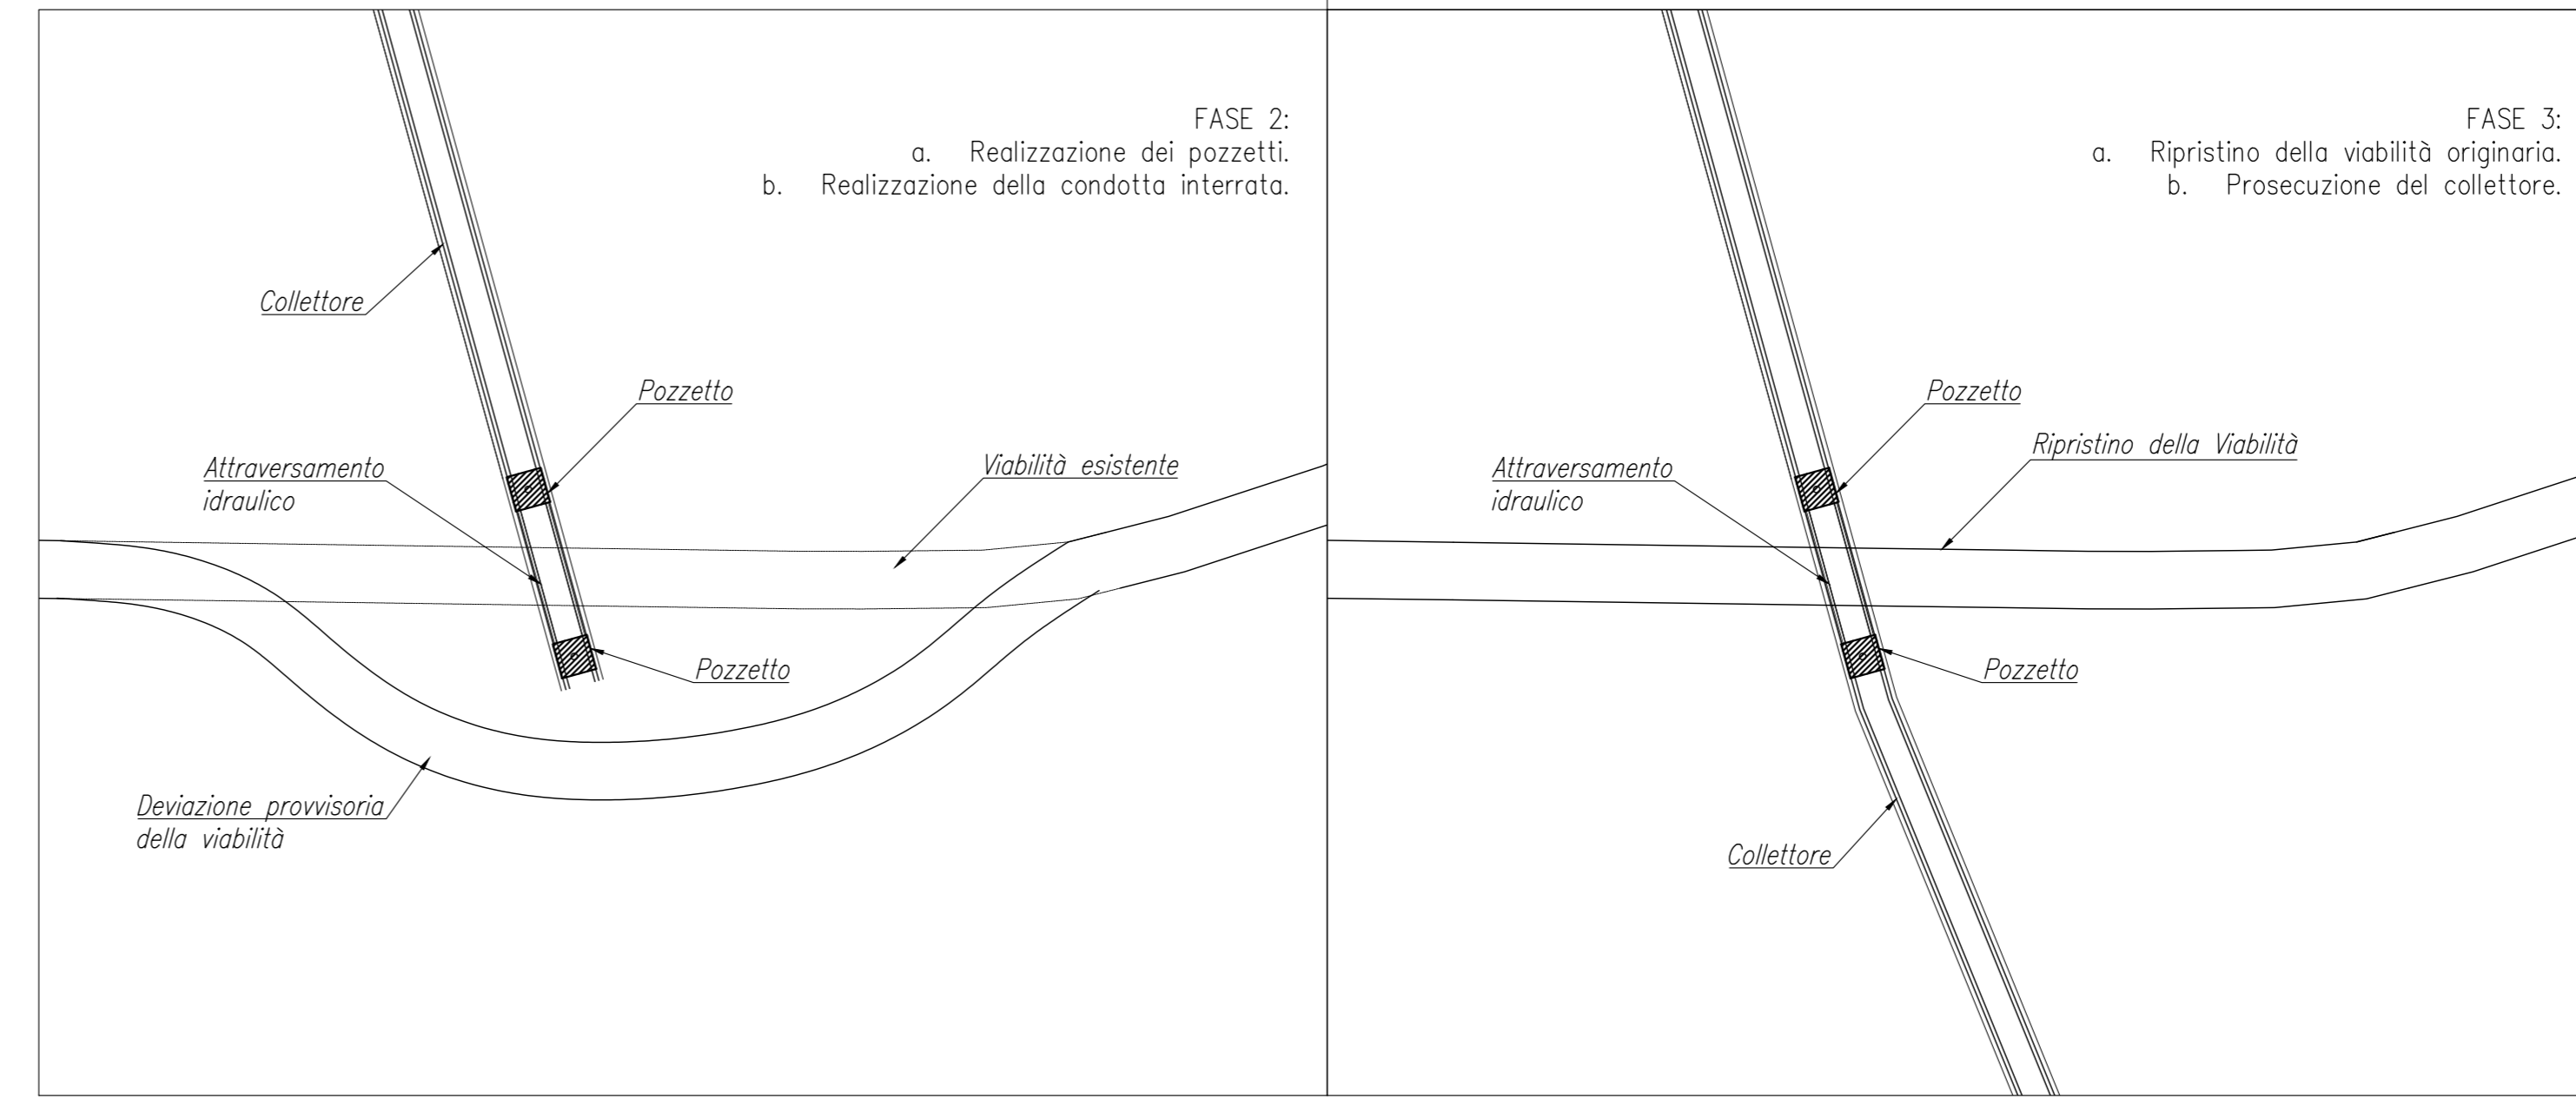 FASE 2:
a. Realizzazione dei pozzetti.
b. Realizzazione della condotta interrata.
Collettore
Pozzetto
Attraversamento
idraulico
Viabilità esistente
Pozzetto
Deviazione provvisoria
della viabilità
FASE 3:
a. Ripristino della viabilità originaria.
b. Prosecuzione del collettore.
Pozzetto
Ripristino della Viabilità
Attraversamento
idraulico
Pozzetto
Collettore